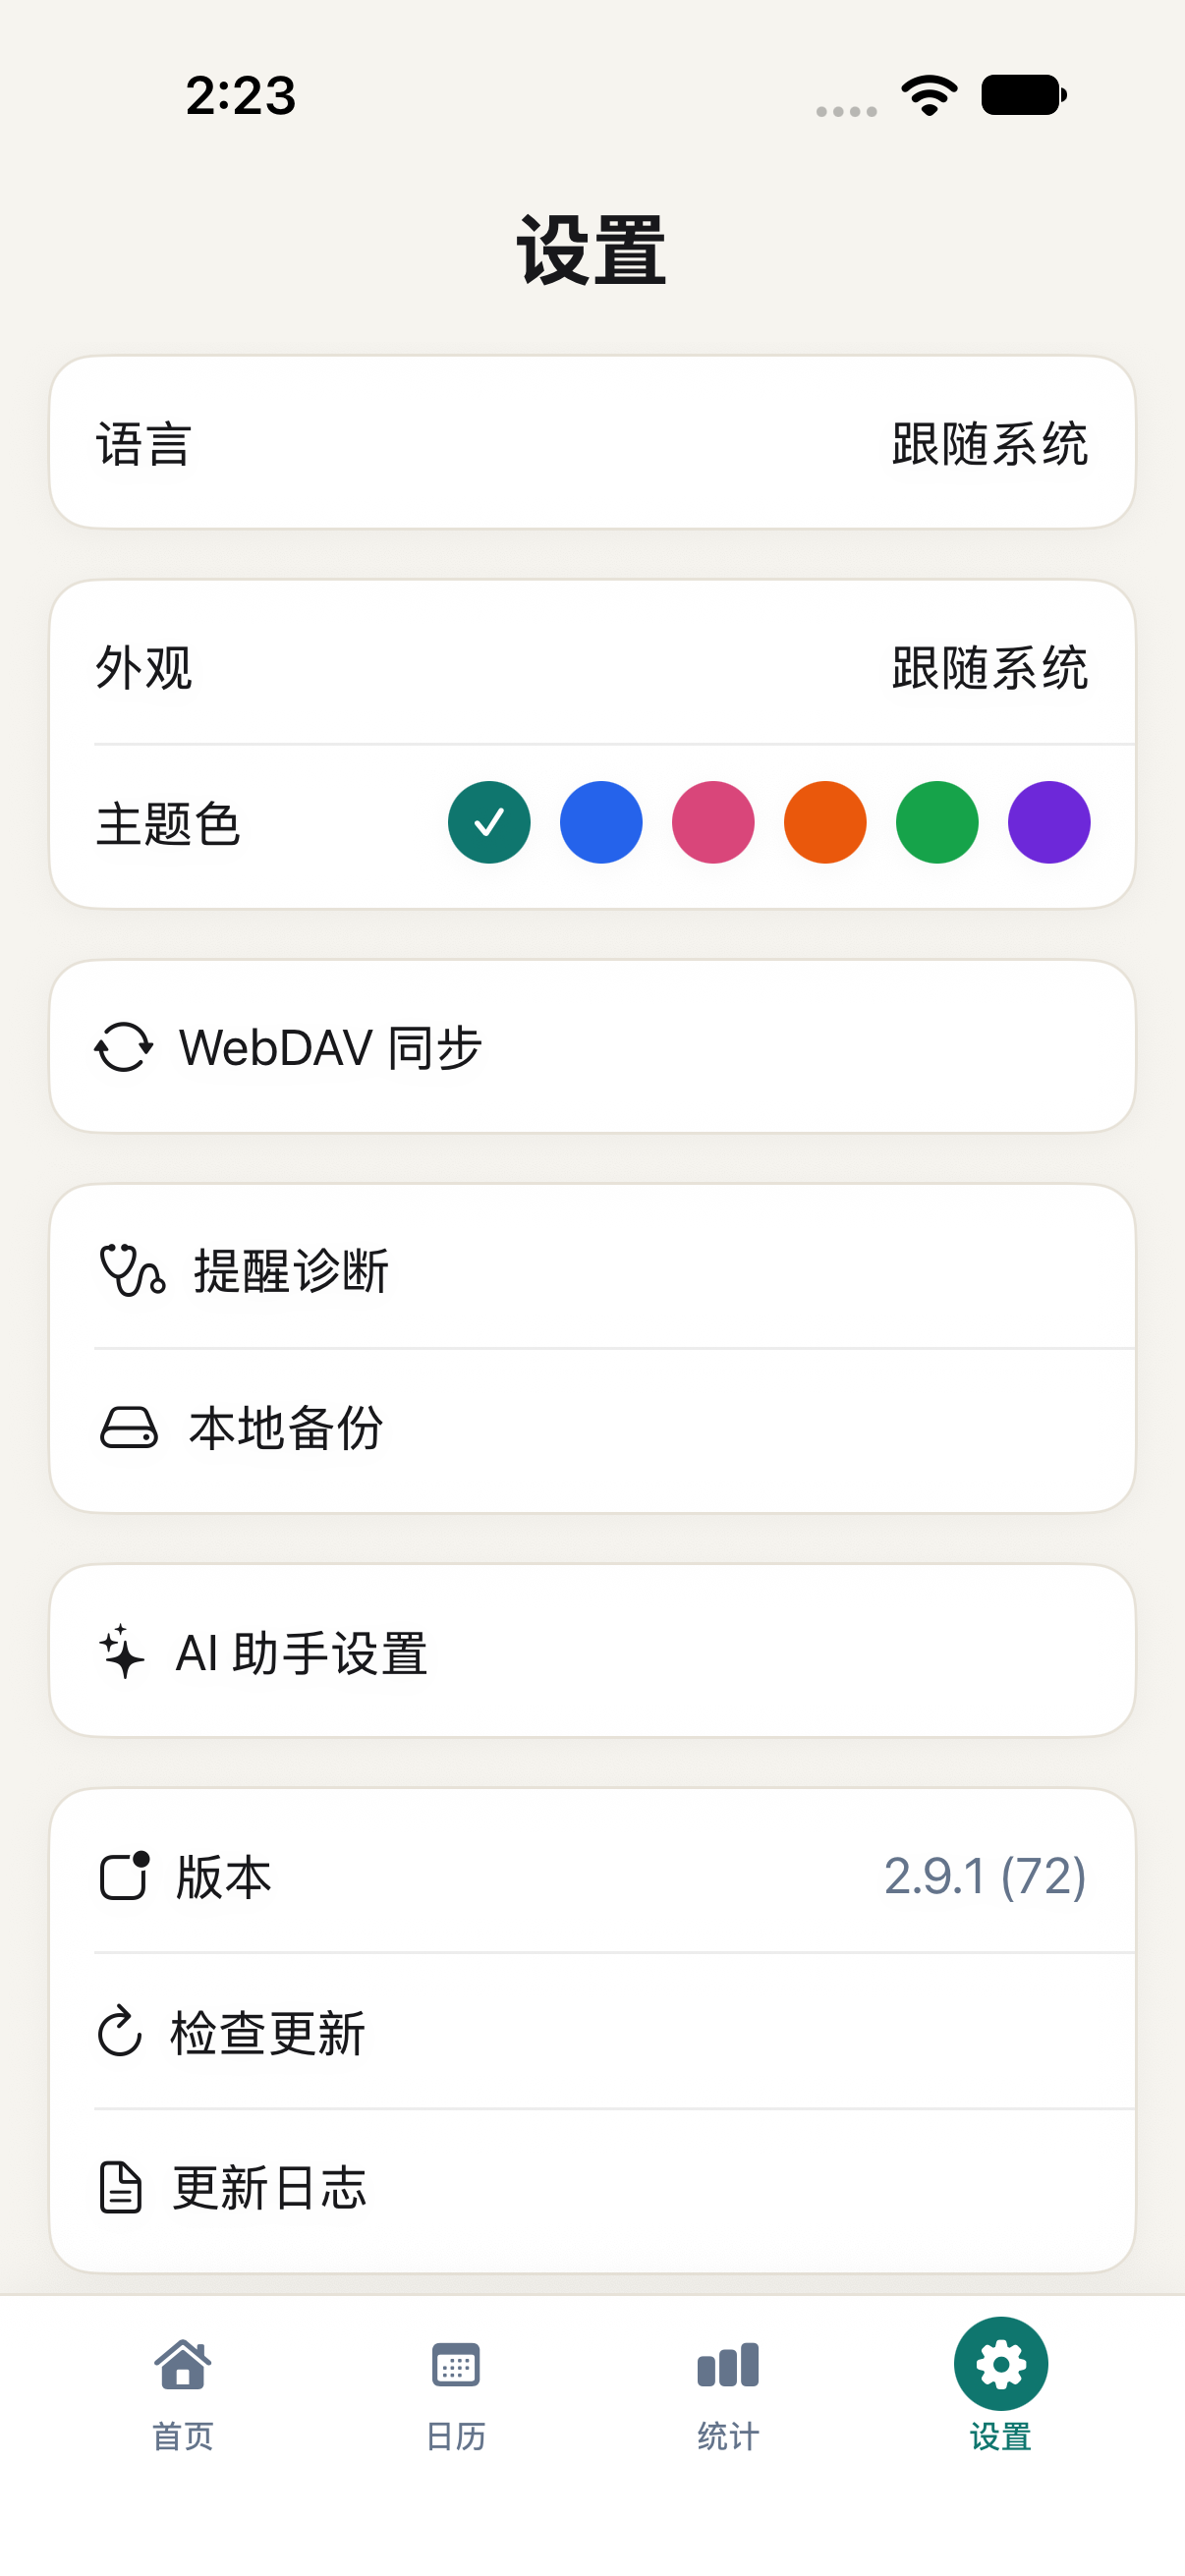 2:23
设置
语言 跟随系统
外观 跟随系统
主题色
WebDAV 同步
提醒诊断
本地备份
AI 助手设置
版本 2.9.1 (72)
检查更新
更新日志
首页 日历 统计 设置